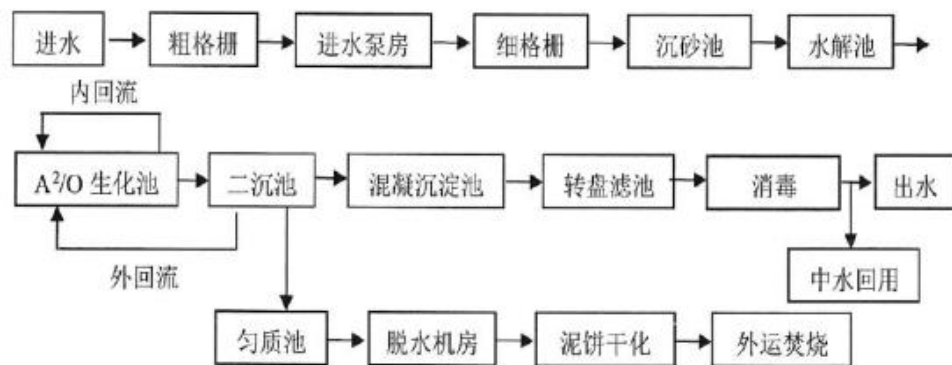 进水
粗格栅
进水泵房
细格栅
沉砂池
水解池
内回流
A²/O 生化池
二沉池
混凝沉淀池
转盘滤池
消毒
出水
外回流
中水回用
匀质池
脱水机房
泥饼干化
外运焚烧